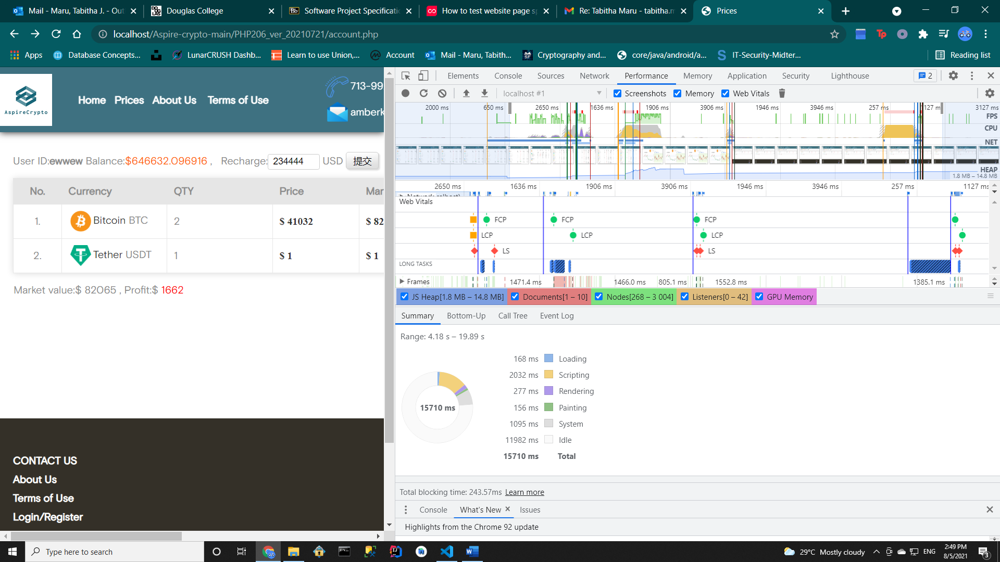 Mail - Maru, Tabitha J. - Out
Douglas College
Software Project Specificatio
How to test website page sp
Re: Tabitha Maru - tabitha.m
Prices
localhost/Aspire-crypto-main/PHP206_ver_20210721/account.php
Apps
Database Concepts...
LunarCRUSH Dashb...
Learn to use Union,...
Account
Mail - Maru, Tabith...
Cryptography and...
core/java/android/a...
IT-Security-Midter...
Reading list
AspireCrypto
Home Prices About Us Terms of Use
713-99
amberk
User ID:ewwew Balance:$646632.096916 , Recharge: 234444 USD 提交
No. Currency QTY Price Mar
1. Bitcoin BTC 2 $ 41032 $ 82
2. Tether USDT 1 $ 1 $ 1
Market value:$ 82065 , Profit:$ 1662
CONTACT US
About Us
Terms of Use
Login/Register
Elements Console Sources Network Performance Memory Application Security Lighthouse 2
localhost #1 Screenshots Memory Web Vitals
2000 ms 650 ms 2650 ms 1636 ms 1906 ms 3906 ms 1946 ms 3946 ms 257 ms 127 m 3127 ms
FPS
CPU
NET
HEAP
1.8 MB – 14.8 MB
2650 ms 1636 ms 1906 ms 3906 ms 1946 ms 3946 ms 257 ms 1127 ms
Web Vitals
FCP FCP FCP
LCP LCP LCP
LS LS
LONG TASKS
Frames 1471.4 ms 1466.0 ms 805.1 ms 1552.8 ms 1385.1 ms
JS Heap[1.8 MB – 14.8 MB] Documents[1 – 10] Nodes[268 – 3 004] Listeners[0 – 42] GPU Memory
Summary Bottom-Up Call Tree Event Log
Range: 4.18 s – 19.89 s
15710 ms
168 ms Loading
2032 ms Scripting
277 ms Rendering
156 ms Painting
1095 ms System
11982 ms Idle
15710 ms Total
Total blocking time: 243.57ms Learn more
Console What's New Issues
Highlights from the Chrome 92 update
Type here to search
29°C Mostly cloudy
ENG
2:49 PM
8/5/2021
3